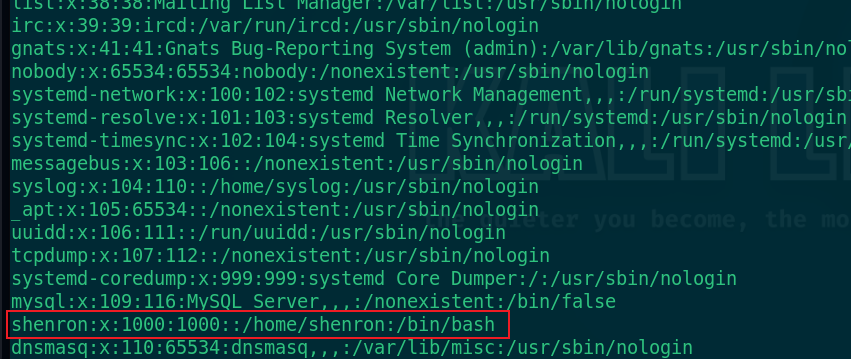 list:x:38:38:Mailing List Manager:/var/list:/usr/sbin/nologin
irc:x:39:39:ircd:/var/run/ircd:/usr/sbin/nologin
gnats:x:41:41:Gnats Bug-Reporting System (admin):/var/lib/gnats:/usr/sbin/nol
nobody:x:65534:65534:nobody:/nonexistent:/usr/sbin/nologin
systemd-network:x:100:102:systemd Network Management,,,:/run/systemd:/usr/sbi
systemd-resolve:x:101:103:systemd Resolver,,,:/run/systemd:/usr/sbin/nologin
systemd-timesync:x:102:104:systemd Time Synchronization,,,:/run/systemd:/usr/
messagebus:x:103:106::/nonexistent:/usr/sbin/nologin
syslog:x:104:110::/home/syslog:/usr/sbin/nologin
_apt:x:105:65534::/nonexistent:/usr/sbin/nologin
the quieter you become, the mo
uuidd:x:106:111::/run/uuidd:/usr/sbin/nologin
tcpdump:x:107:112::/nonexistent:/usr/sbin/nologin
systemd-coredump:x:999:999:systemd Core Dumper:/:/usr/sbin/nologin
mysql:x:109:116:MySQL Server,,,:/nonexistent:/bin/false
shenron:x:1000:1000::/home/shenron:/bin/bash
dnsmasq:x:110:65534:dnsmasq,,,:/var/lib/misc:/usr/sbin/nologin